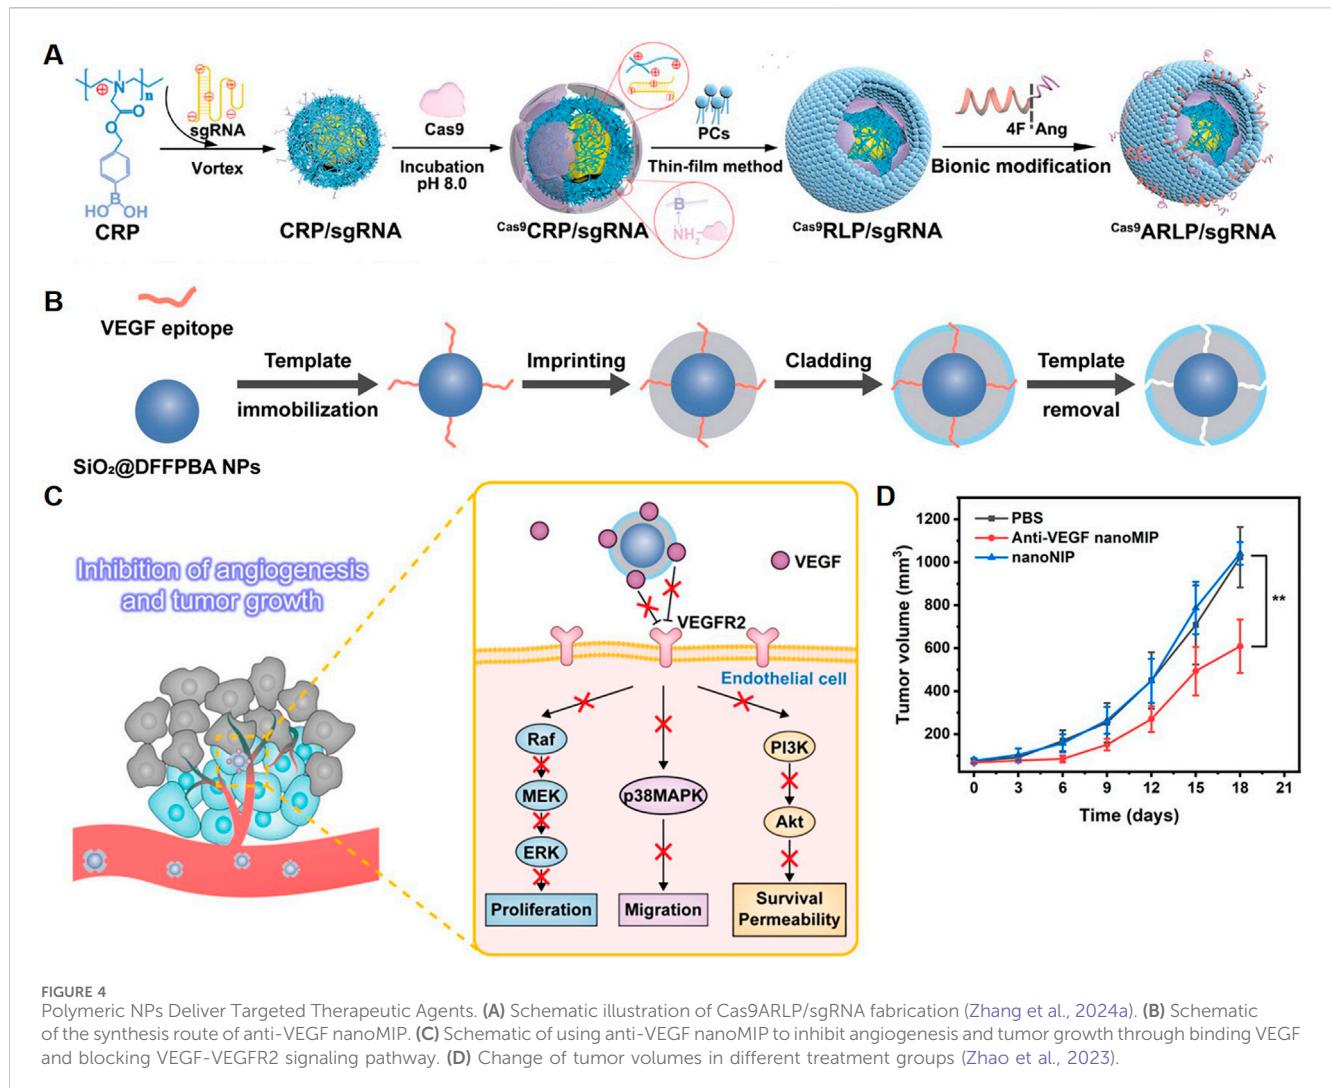 A
n
sgRNA
Vortex
HO OH
B
CRP
CRP/sgRNA
Cas9
Incubation
pH 8.0
Cas9CRP/sgRNA
B
NH2
PCs
Thin-film method
Cas9RLP/sgRNA
4F Ang
Bionic modification
Cas9ARLP/sgRNA
B
VEGF epitope
SiO₂@DFFPBA NPs
Template
immobilization
Imprinting
Cladding
Template
removal
C
Inhibition of angiogenesis
and tumor growth
VEGF
VEGFR2
Endothelial cell
Raf
MEK
ERK
Proliferation
p38MAPK
Migration
PI3K
Akt
Survival
Permeability
D
PBS
Anti-VEGF nanoMIP
nanoNIP
**
Tumor volume (mm³)
1200
1000
800
600
400
200
0 3 6 9 12 15 18 21
Time (days)
FIGURE 4
Polymeric NPs Deliver Targeted Therapeutic Agents. (A) Schematic illustration of Cas9ARLP/sgRNA fabrication (Zhang et al., 2024a). (B) Schematic
of the synthesis route of anti-VEGF nanoMIP. (C) Schematic of using anti-VEGF nanoMIP to inhibit angiogenesis and tumor growth through binding VEGF
and blocking VEGF-VEGFR2 signaling pathway. (D) Change of tumor volumes in different treatment groups (Zhao et al., 2023).